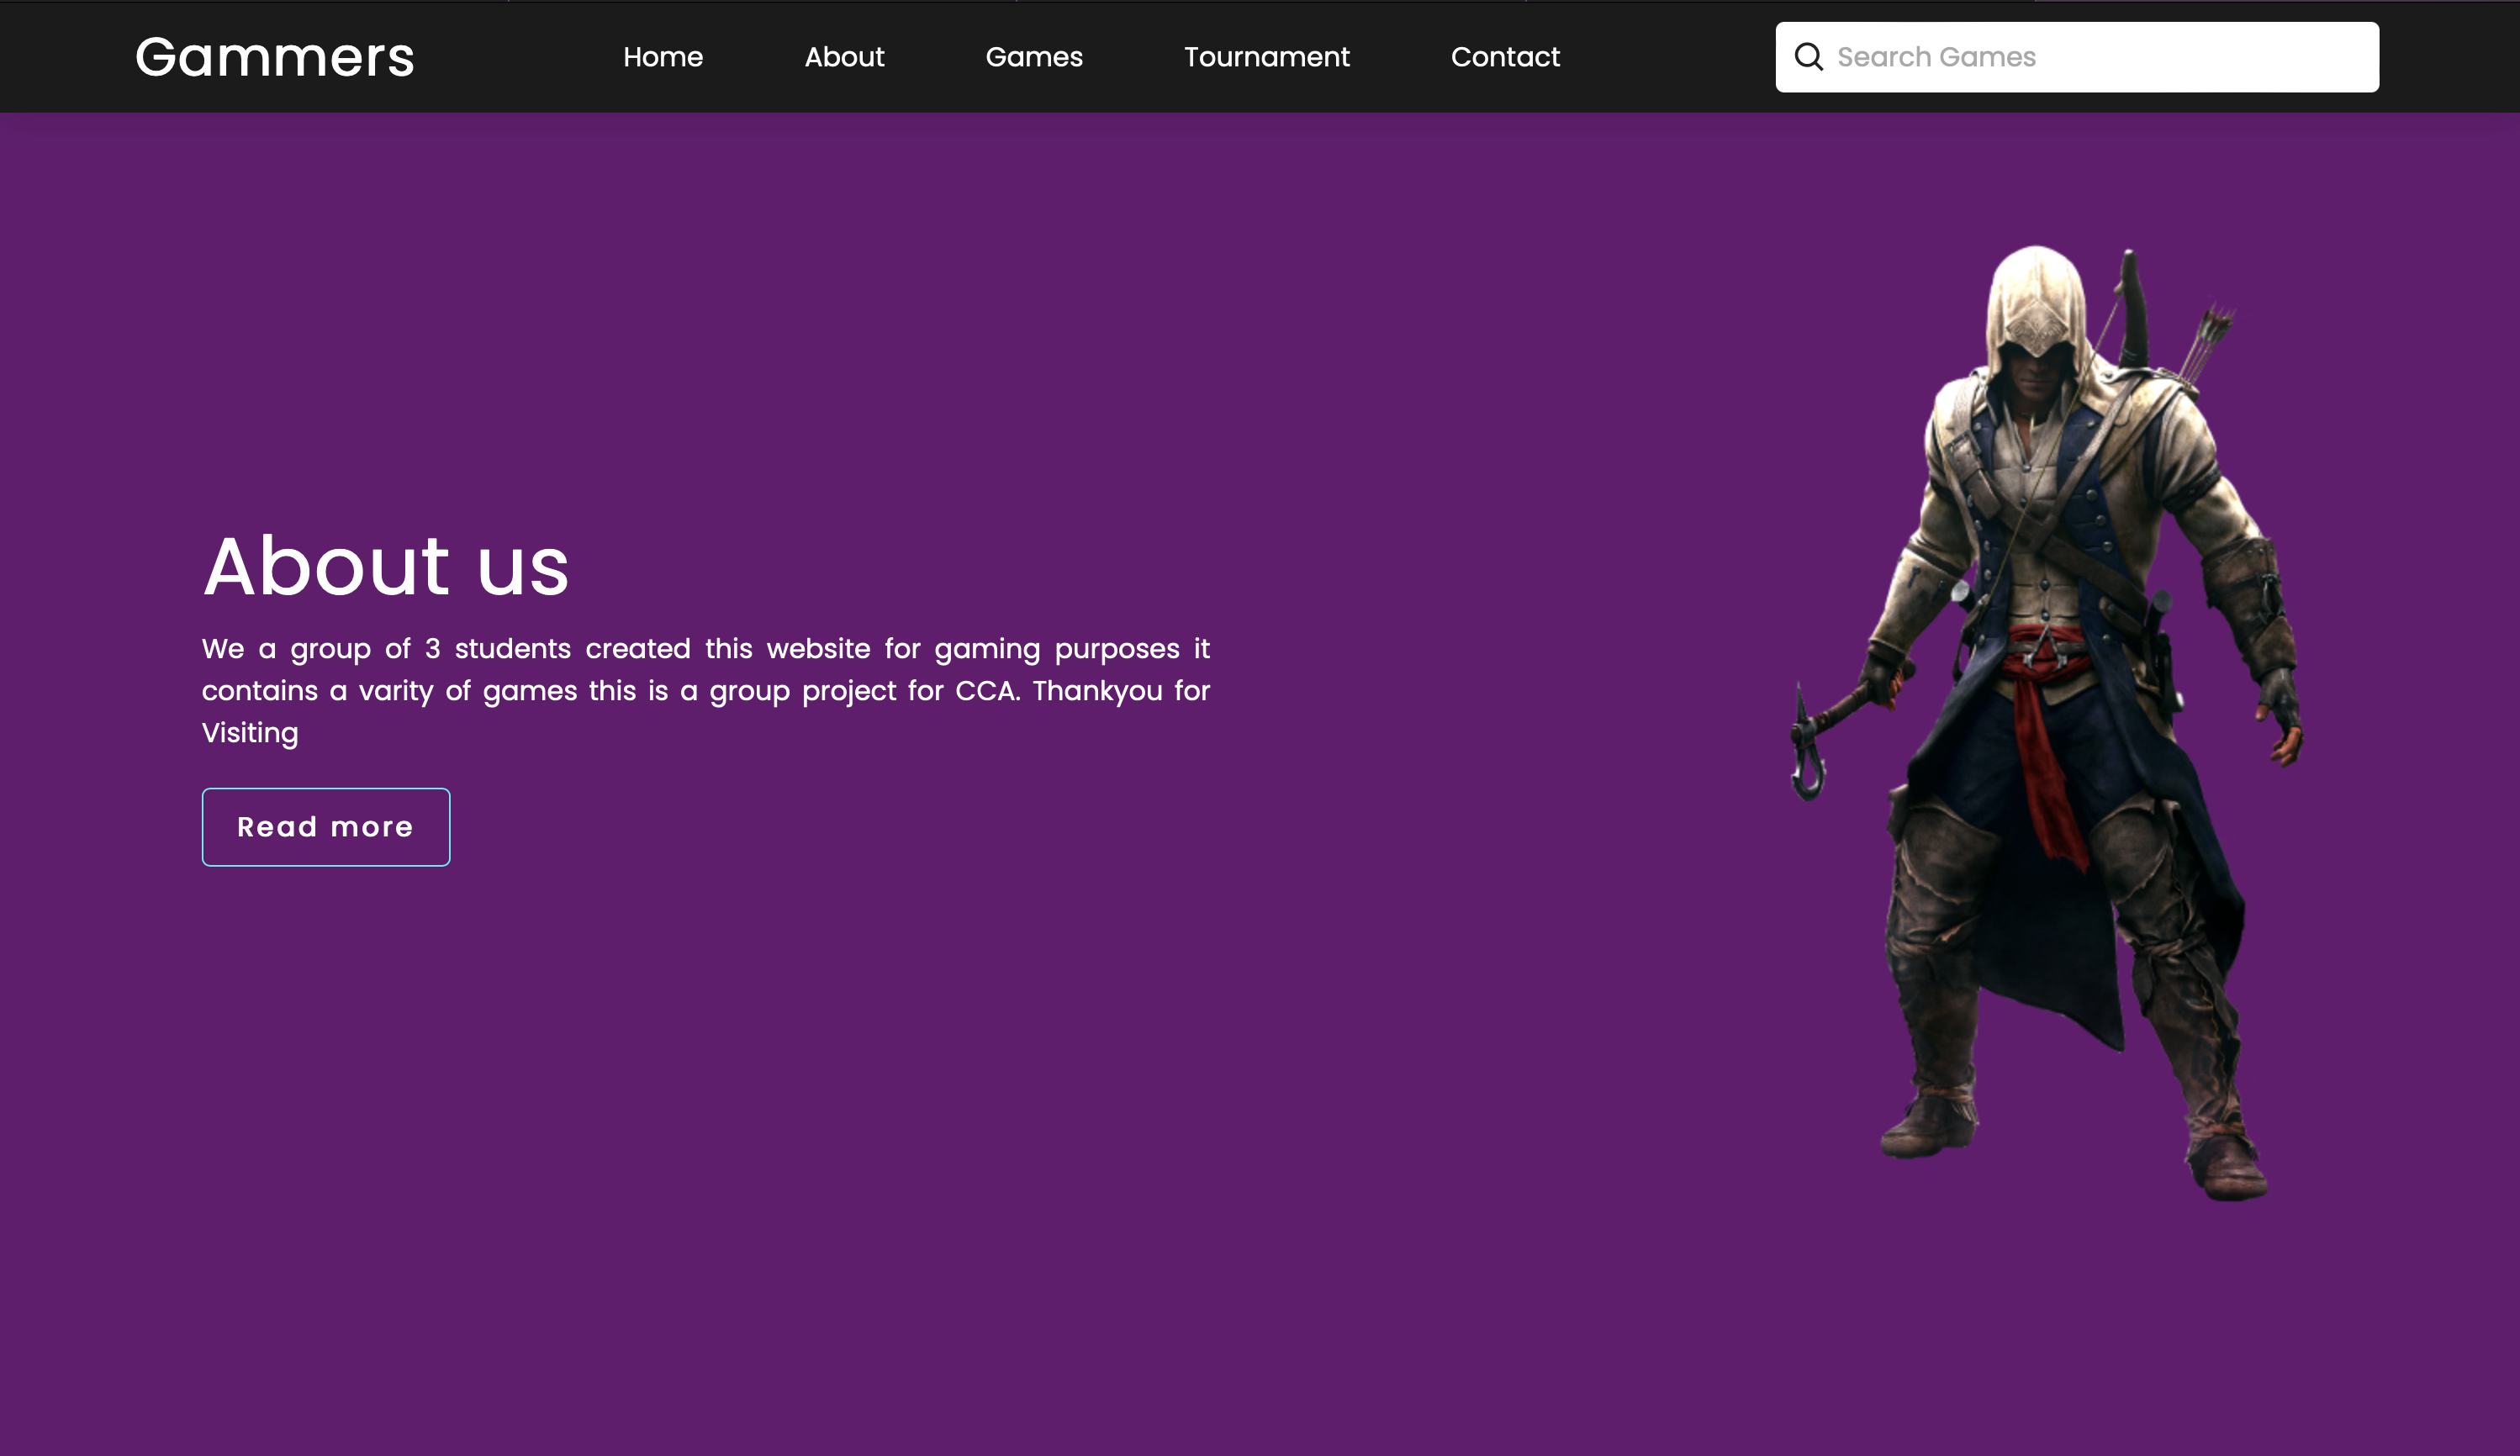 Gammers
Home
About
Games
Tournament
Contact
Search Games
About us
We a group of 3 students created this website for gaming purposes it
contains a varity of games this is a group project for CCA. Thankyou for
Visiting
Read more